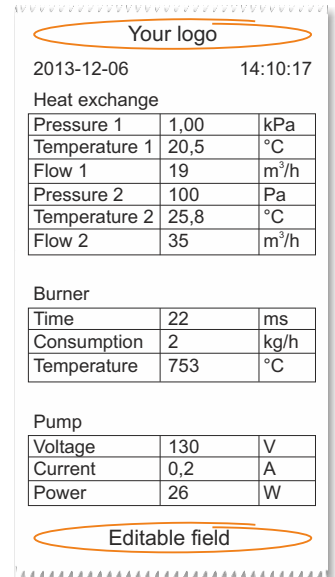 Your logo
2013-12-06 14:10:17
Heat exchange
Pressure 1 1,00 kPa
Temperature 1 20,5 °C
Flow 1 19 m³/h
Pressure 2 100 Pa
Temperature 2 25,8 °C
Flow 2 35 m³/h
Burner
Time 22 ms
Consumption 2 kg/h
Temperature 753 °C
Pump
Voltage 130 V
Current 0,2 A
Power 26 W
Editable field